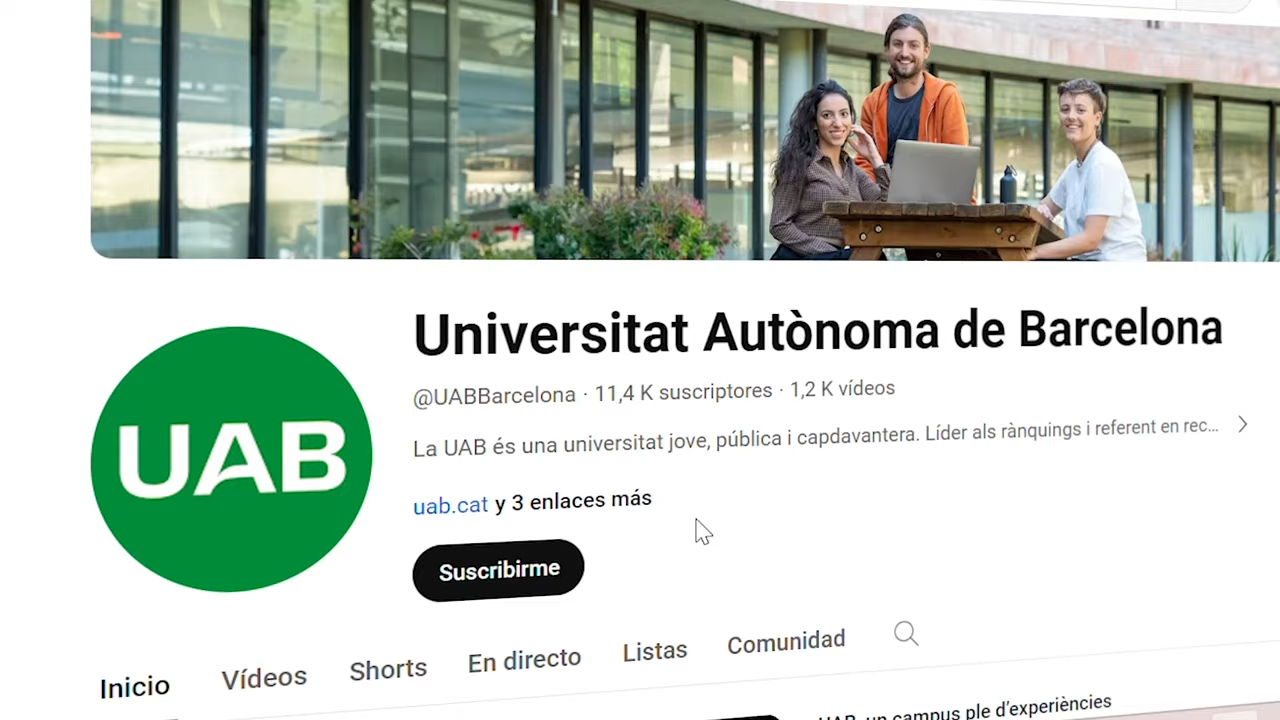 Universitat Autònoma de Barcelona
@UABBarcelona · 11,4 K suscriptores · 1,2 K vídeos
La UAB és una universitat jove, pública i capdavantera. Líder als rànquings i referent en rec...
UAB
uab.cat y 3 enlaces más
Suscribirme
Inicio Vídeos Shorts En directo Listas Comunidad
UAB, un campus ple d'experiències